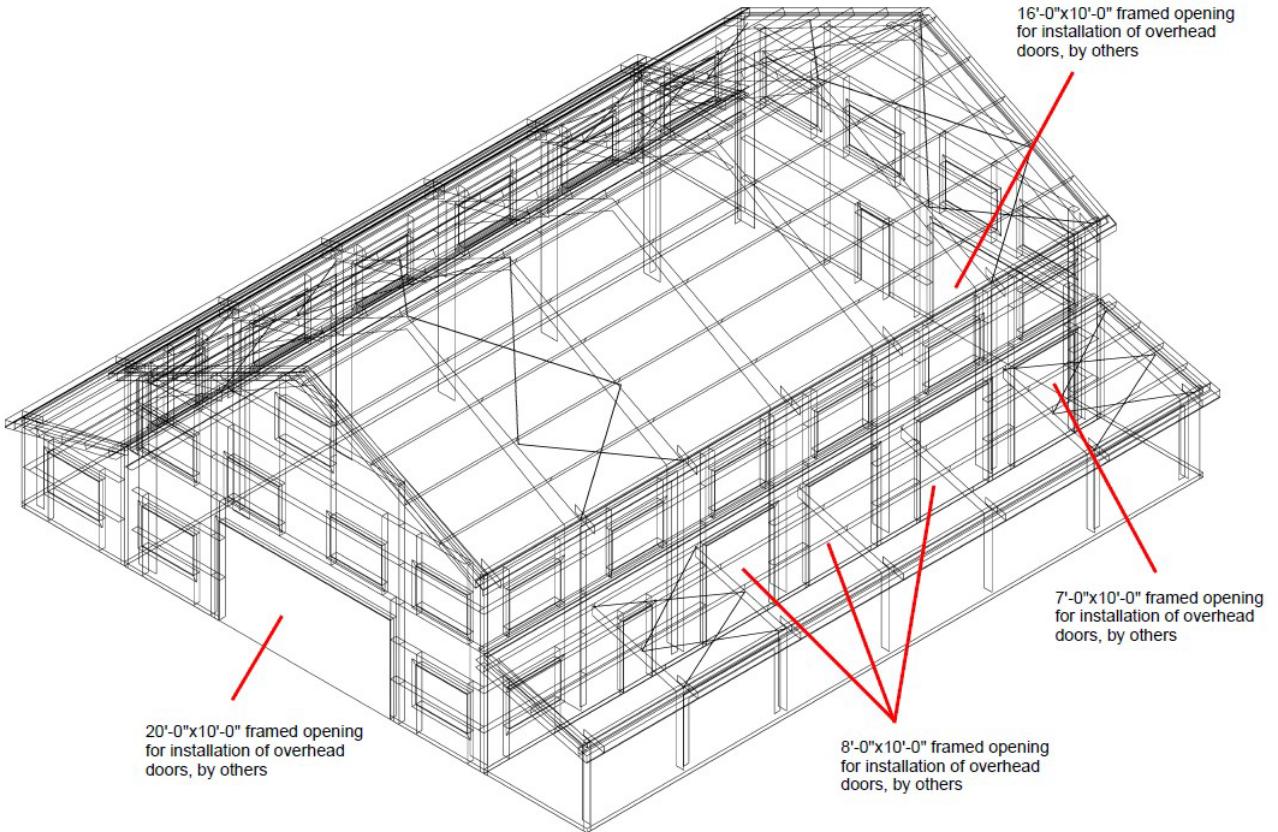 16'-0"x10'-0" framed opening
for installation of overhead
doors, by others
7'-0"x10'-0" framed opening
for installation of overhead
doors, by others
20'-0"x10'-0" framed opening
for installation of overhead
doors, by others
8'-0"x10'-0" framed opening
for installation of overhead
doors, by others